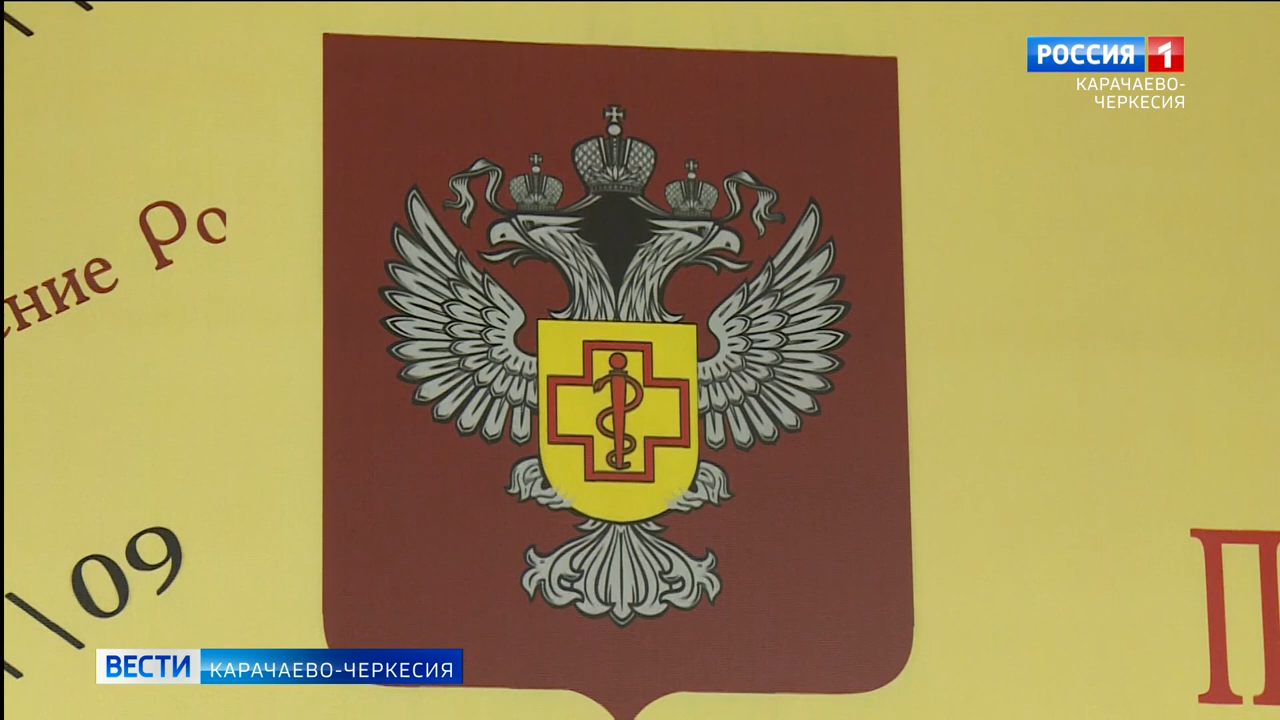 РОССИЯ 1
КАРАЧАЕВО-
ЧЕРКЕСИЯ
ение Ро
09
П
ВЕСТИ КАРАЧАЕВО-ЧЕРКЕСИЯ